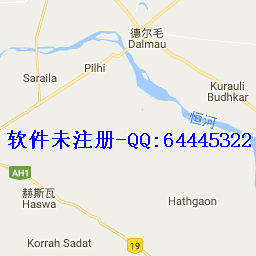 德尔毛
Dalmau
Pilhi
Saraila
Kurauli
Budhkar
恒河
软件未注册-QQ:64445322
AH1
赫斯瓦
Haswa
Hathgaon
Korrah Sadat
19